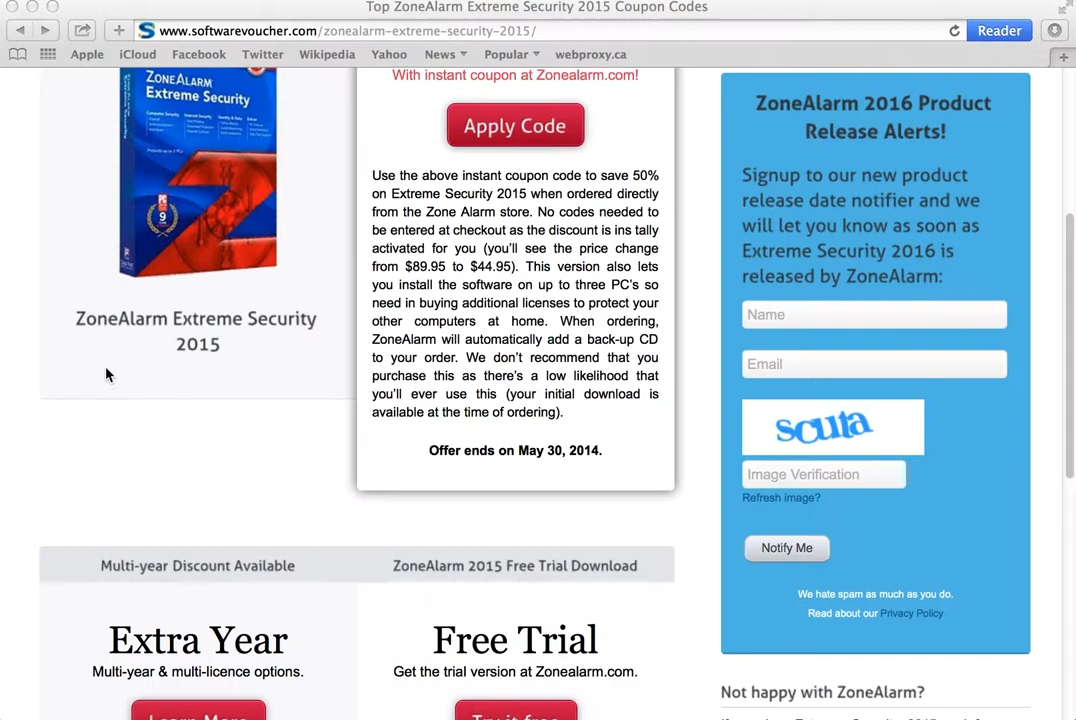 Top ZoneAlarm Extreme Security 2015 Coupon Codes
www.softwarevoucher.com/zonealarm-extreme-security-2015/
Reader
Apple iCloud Facebook Twitter Wikipedia Yahoo News Popular webproxy.ca
ZONEALARM
Extreme Security
ZoneAlarm Extreme Security
2015
With instant coupon at Zonealarm.com!
Apply Code
Use the above instant coupon code to save 50%
on Extreme Security 2015 when ordered directly
from the Zone Alarm store. No codes needed to
be entered at checkout as the discount is ins tally
activated for you (you'll see the price change
from $89.95 to $44.95). This version also lets
you install the software on up to three PC's so
need in buying additional licenses to protect your
other computers at home. When ordering,
ZoneAlarm will automatically add a back-up CD
to your order. We don't recommend that you
purchase this as there's a low likelihood that
you'll ever use this (your initial download is
available at the time of ordering).
Offer ends on May 30, 2014.
Multi-year Discount Available
Extra Year
Multi-year & multi-licence options.
Learn More
ZoneAlarm 2015 Free Trial Download
Free Trial
Get the trial version at Zonealarm.com.
Try it free
ZoneAlarm 2016 Product
Release Alerts!
Signup to our new product
release date notifier and we
will let you know as soon as
Extreme Security 2016 is
released by ZoneAlarm:
Name
Email
scuta
Image Verification
Refresh image?
Notify Me
We hate spam as much as you do.
Read about our Privacy Policy
Not happy with ZoneAlarm?